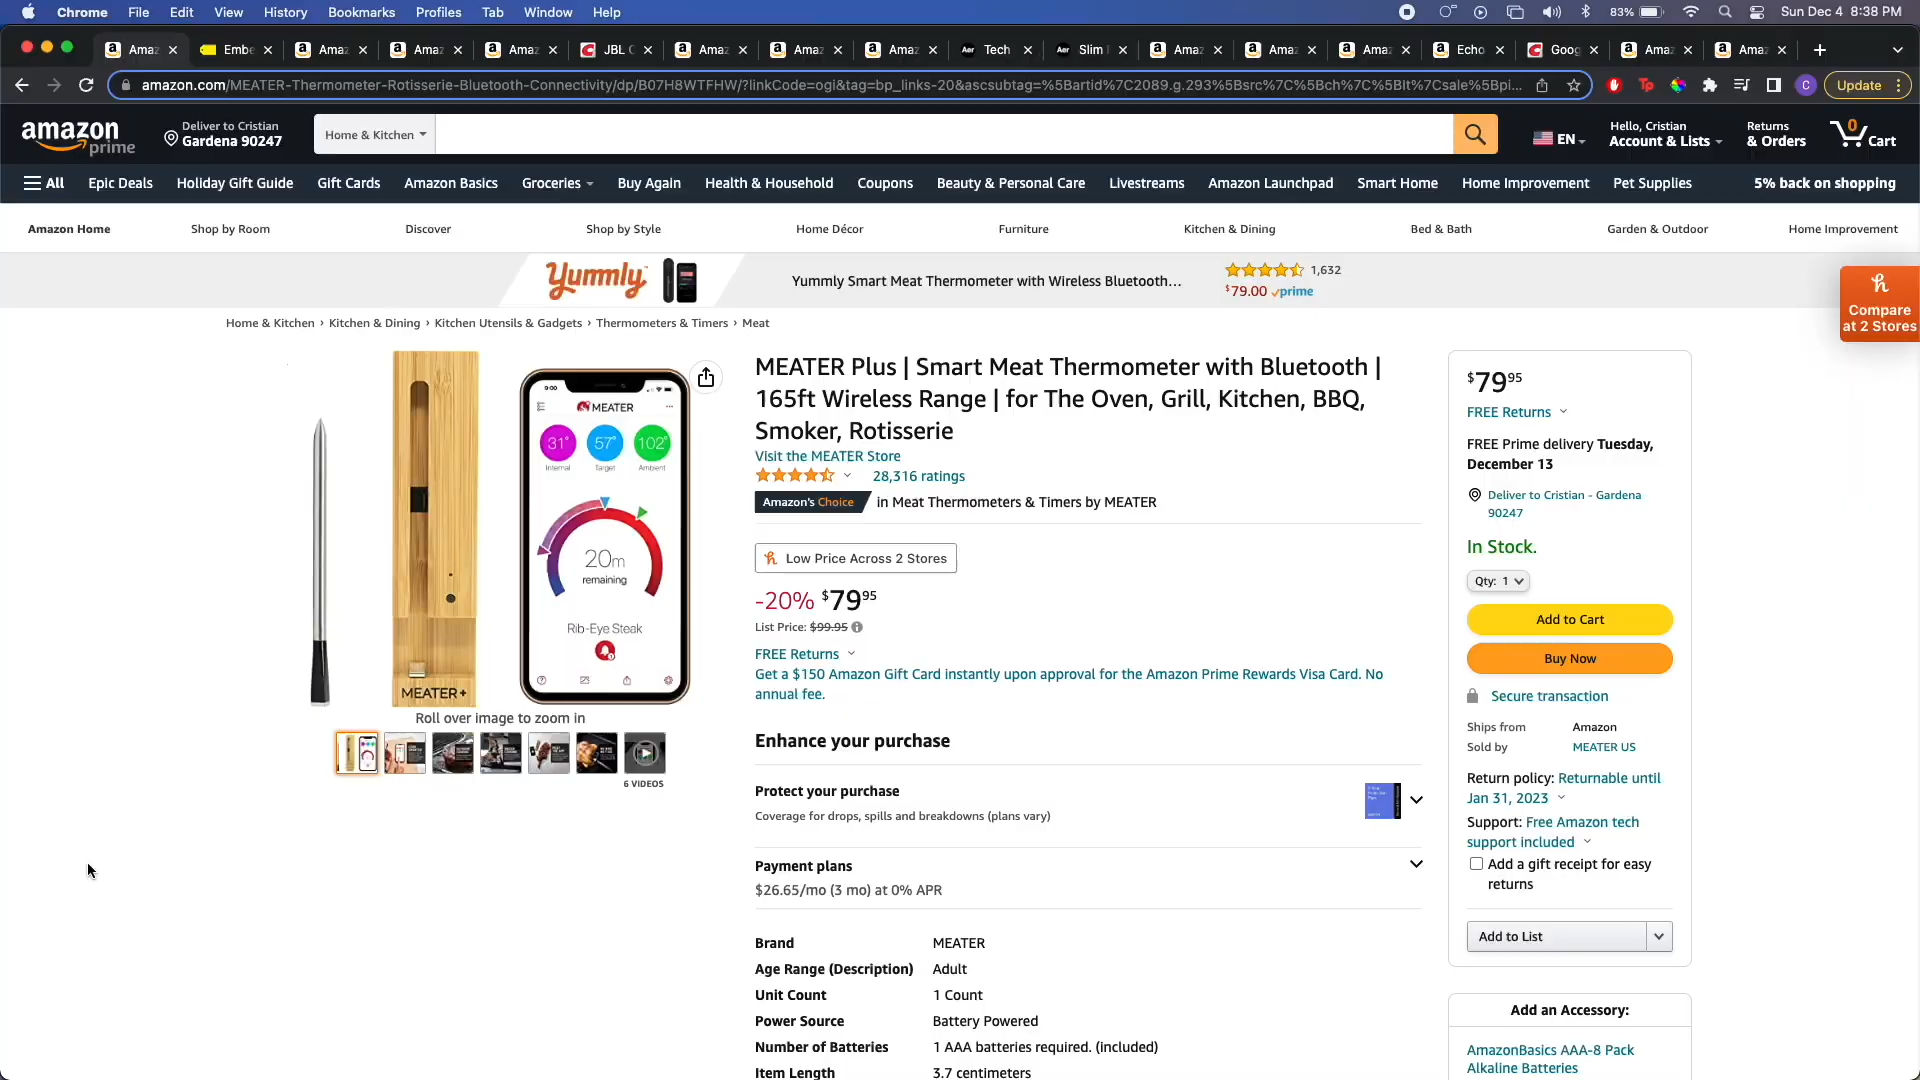 Chrome File Edit View History Bookmarks Profiles Tab Window Help 83% Sun Dec 4 8:38 PM
Amaz Embe Amaz Amaz Amaz JBL C Amaz Amaz Amaz Tech Slim Amaz Amaz Amaz Echo Goog Amaz Amaz
amazon.com/MEATER-Thermometer-Rotisserie-Bluetooth-Connectivity/dp/B07H8WTFHW/?linkCode=ogi&tag=bp_links-20&ascsubtag=%5Bartid%7C2089.g.293%5Bsrc%7C%5Bch%7C%5Blt%7Csale%5Bpi... C Update
amazon prime
Deliver to Cristian
Gardena 90247
Home & Kitchen
EN
Hello, Cristian
Account & Lists
Returns
& Orders
0
Cart
All Epic Deals Holiday Gift Guide Gift Cards Amazon Basics Groceries Buy Again Health & Household Coupons Beauty & Personal Care Livestreams Amazon Launchpad Smart Home Home Improvement Pet Supplies 5% back on shopping
Amazon Home Shop by Room Discover Shop by Style Home Décor Furniture Kitchen & Dining Bed & Bath Garden & Outdoor Home Improvement
Yummly Yummly Smart Meat Thermometer with Wireless Bluetooth... 1,632
$79.00 prime
Compare
at 2 Stores
Home & Kitchen › Kitchen & Dining › Kitchen Utensils & Gadgets › Thermometers & Timers › Meat
9:00
MEATER
31° 57° 102°
Internal Target Ambient
20m
remaining
Rib-Eye Steak
MEATER+
Roll over image to zoom in
6 VIDEOS
MEATER Plus | Smart Meat Thermometer with Bluetooth |
165ft Wireless Range | for The Oven, Grill, Kitchen, BBQ,
Smoker, Rotisserie
Visit the MEATER Store
28,316 ratings
Amazon's Choice in Meat Thermometers & Timers by MEATER
Low Price Across 2 Stores
-20% $79 95
List Price: $99.95
FREE Returns
Get a $150 Amazon Gift Card instantly upon approval for the Amazon Prime Rewards Visa Card. No
annual fee.
Enhance your purchase
Protect your purchase
Coverage for drops, spills and breakdowns (plans vary)
Payment plans
$26.65/mo (3 mo) at 0% APR
Brand MEATER
Age Range (Description) Adult
Unit Count 1 Count
Power Source Battery Powered
Number of Batteries 1 AAA batteries required. (included)
Item Length 3.7 centimeters
$79 95
FREE Returns
FREE Prime delivery Tuesday,
December 13
Deliver to Cristian - Gardena
90247
In Stock.
Qty: 1
Add to Cart
Buy Now
Secure transaction
Ships from Amazon
Sold by MEATER US
Return policy: Returnable until
Jan 31, 2023
Support: Free Amazon tech
support included
Add a gift receipt for easy
returns
Add to List
Add an Accessory:
AmazonBasics AAA-8 Pack
Alkaline Batteries